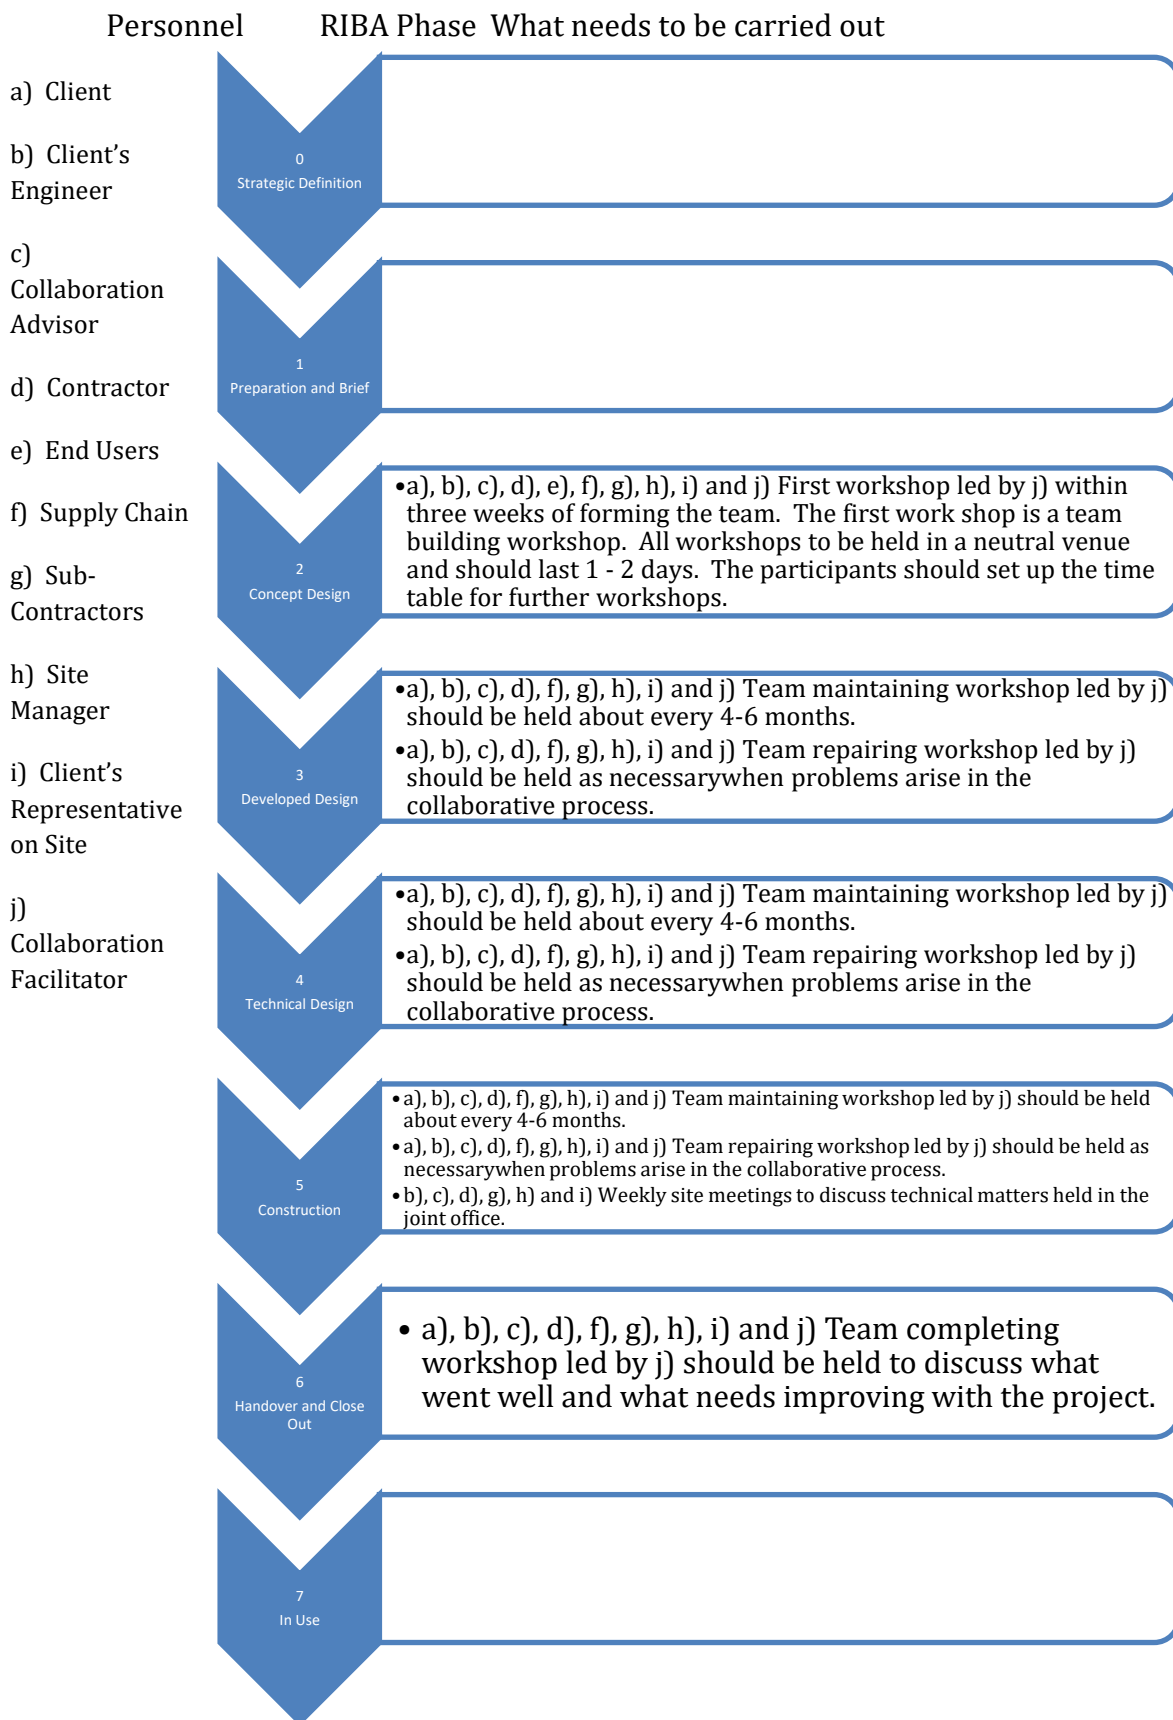 Personnel RIBA Phase What needs to be carried out
a) Client
b) Client’s
Engineer
c)
Collaboration
Advisor
d) Contractor
e) End Users
f) Supply Chain
g) Sub-
Contractors
h) Site
Manager
i) Client’s
Representative
on Site
j)
Collaboration
Facilitator
0
Strategic Definition
1
Preparation and Brief
2
Concept Design
•a), b), c), d), e), f), g), h), i) and j) First workshop led by j) within
three weeks of forming the team. The first work shop is a team
building workshop. All workshops to be held in a neutral venue
and should last 1 - 2 days. The participants should set up the time
table for further workshops.
3
Developed Design
•a), b), c), d), f), g), h), i) and j) Team maintaining workshop led by j)
should be held about every 4-6 months.
•a), b), c), d), f), g), h), i) and j) Team repairing workshop led by j)
should be held as necessarywhen problems arise in the
collaborative process.
4
Technical Design
•a), b), c), d), f), g), h), i) and j) Team maintaining workshop led by j)
should be held about every 4-6 months.
•a), b), c), d), f), g), h), i) and j) Team repairing workshop led by j)
should be held as necessarywhen problems arise in the
collaborative process.
5
Construction
•a), b), c), d), f), g), h), i) and j) Team maintaining workshop led by j) should be held
about every 4-6 months.
•a), b), c), d), f), g), h), i) and j) Team repairing workshop led by j) should be held as
necessarywhen problems arise in the collaborative process.
•b), c), d), g), h) and i) Weekly site meetings to discuss technical matters held in the
joint office.
6
Handover and Close
Out
• a), b), c), d), f), g), h), i) and j) Team completing
workshop led by j) should be held to discuss what
went well and what needs improving with the project.
7
In Use